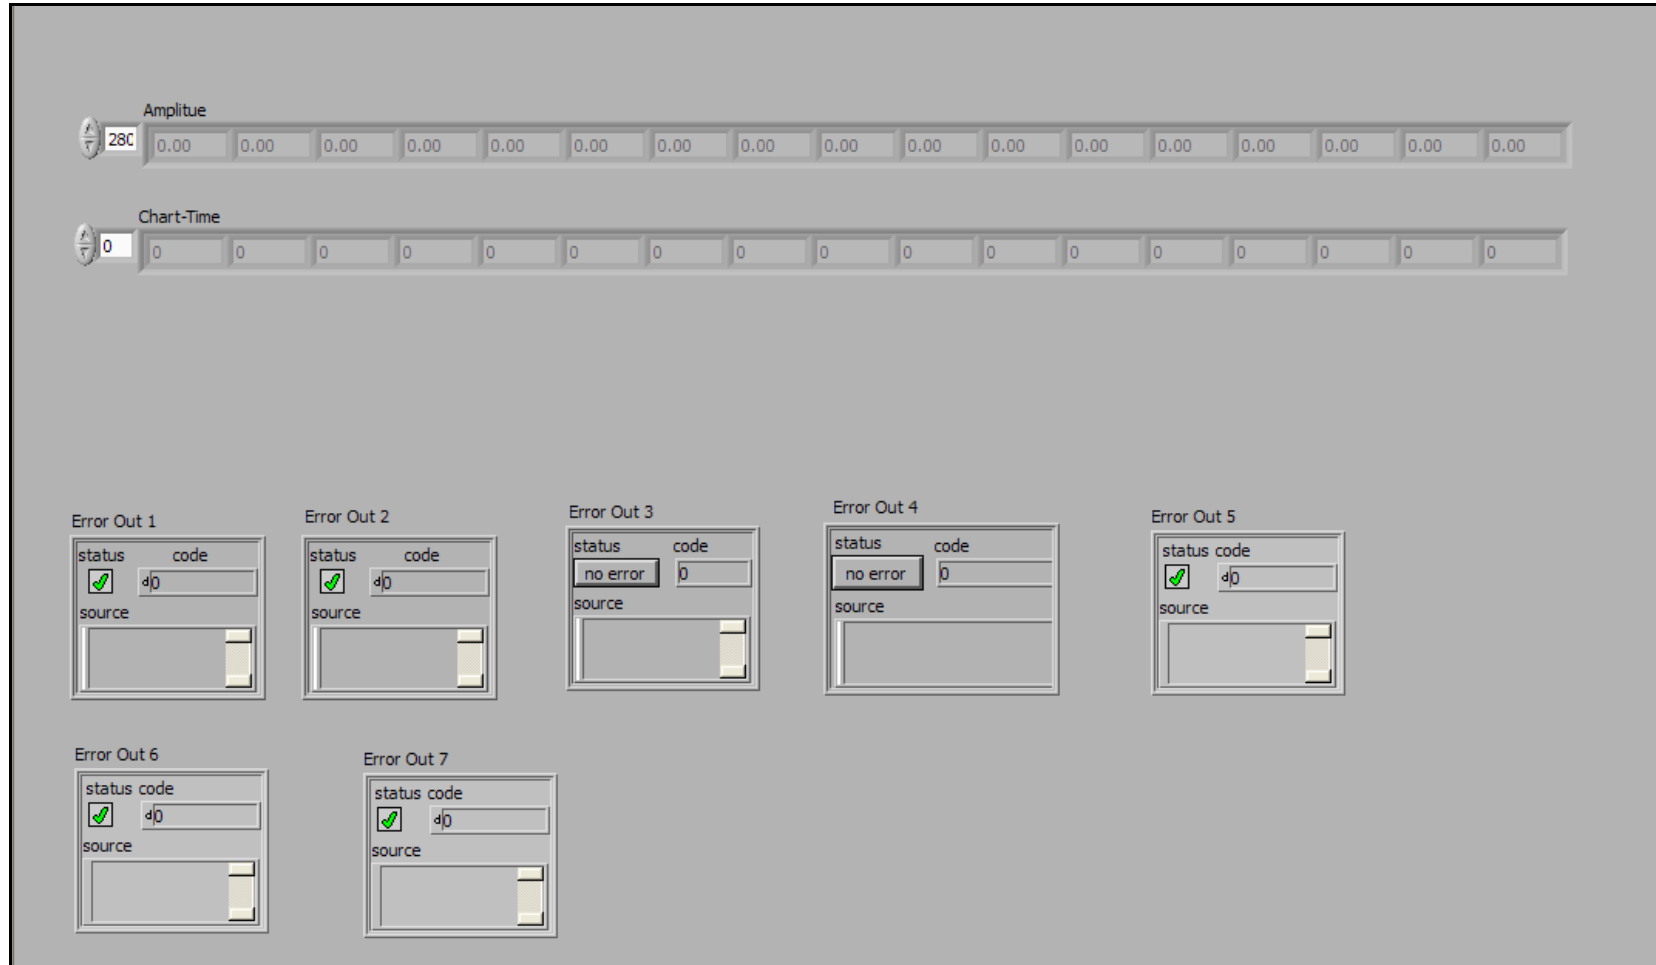 Amplitue
280 0.00 0.00 0.00 0.00 0.00 0.00 0.00 0.00 0.00 0.00 0.00 0.00 0.00 0.00 0.00 0.00 0.00
Chart-Time
0 0 0 0 0 0 0 0 0 0 0 0 0 0 0 0 0 0
Error Out 1
status code
d 0
source
Error Out 2
status code
d 0
source
Error Out 3
status code
no error 0
source
Error Out 4
status code
no error 0
source
Error Out 5
status code
d 0
source
Error Out 6
status code
d 0
source
Error Out 7
status code
d 0
source